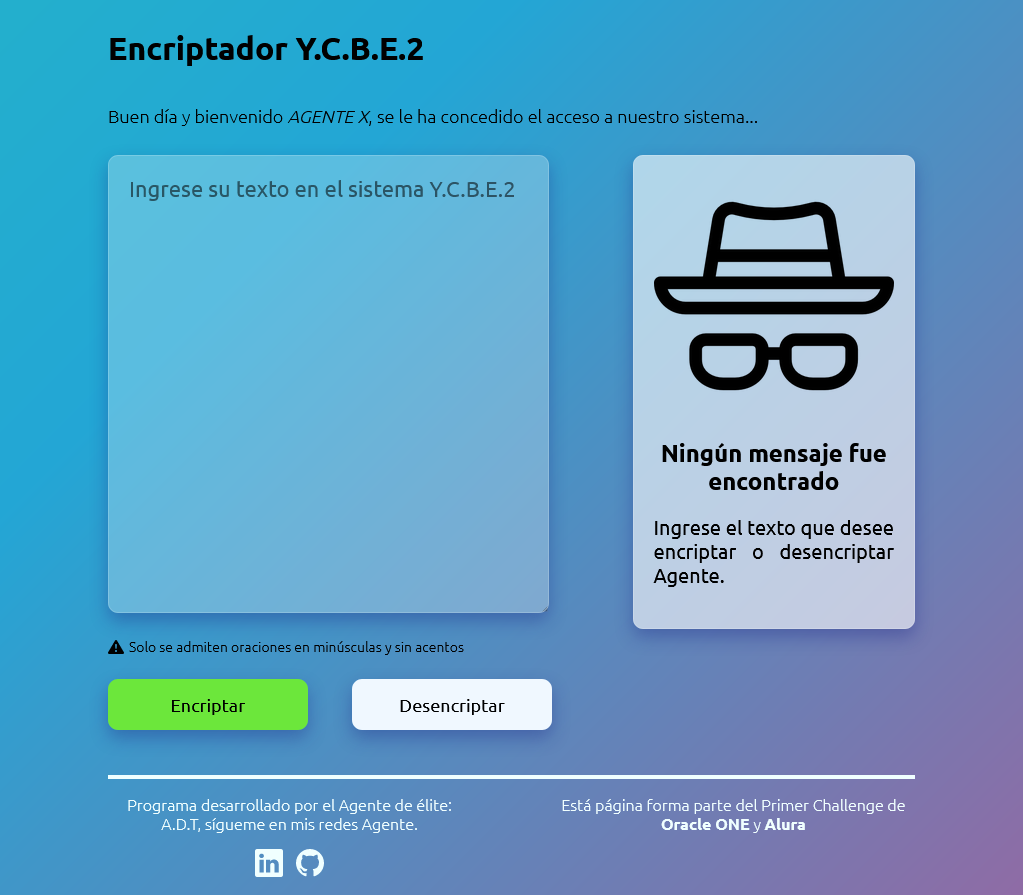 Encriptador Y.C.B.E.2
Buen día y bienvenido AGENTE X, se le ha concedido el acceso a nuestro sistema...
Ingrese su texto en el sistema Y.C.B.E.2
Ningún mensaje fue
encontrado
Ingrese el texto que desee
encriptar o desencriptar
Agente.
Solo se admiten oraciones en minúsculas y sin acentos
Encriptar
Desencriptar
Programa desarrollado por el Agente de élite:
A.D.T, sígueme en mis redes Agente.
in
Está página forma parte del Primer Challenge de
Oracle ONE y Alura